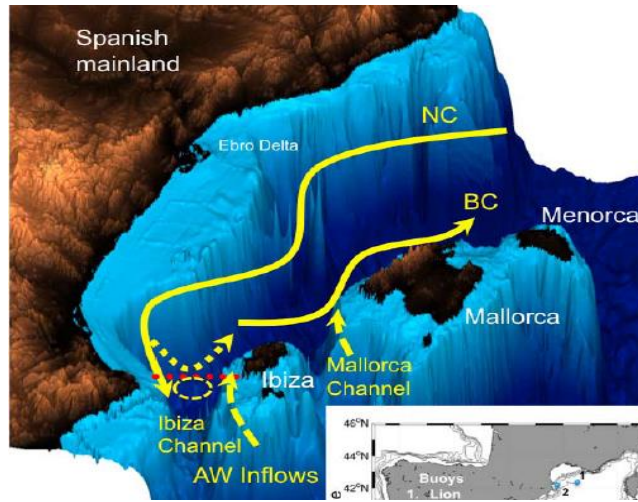 Spanish
mainland
NC
Ebro Delta
BC
Menorca
Mallorca
Mallorca
Channel
Ibiza
Ibiza
Channel
AW Inflows
46°N
Buoys
1. Lion
42°N
1
2
e